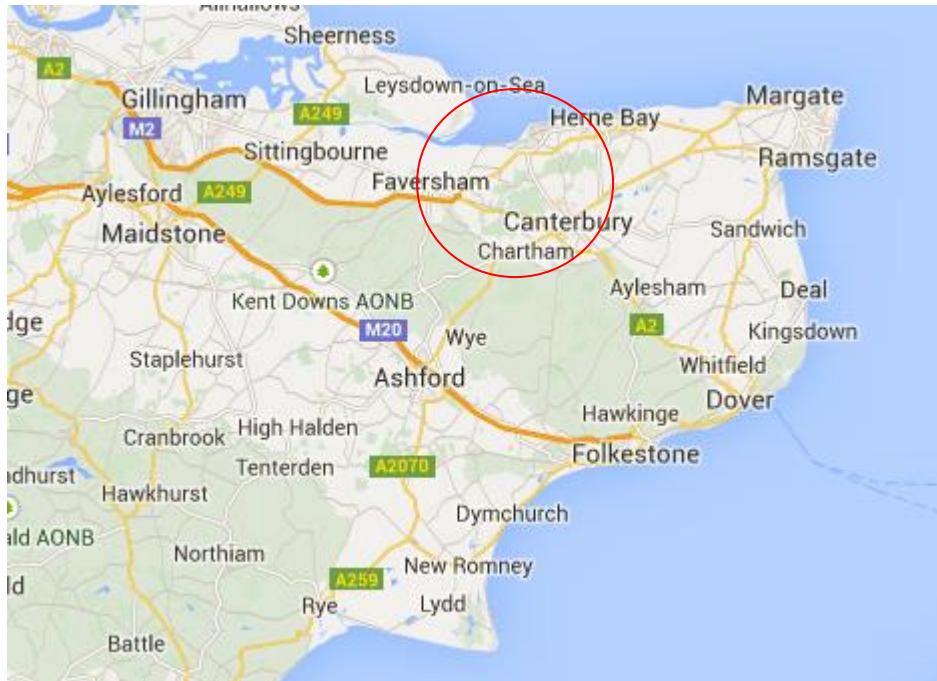 Allhallows
Sheerness
A2
Leysdown-on-Sea
Gillingham
Margate
A249
Herne Bay
M2
Sittingbourne
Ramsgate
Faversham
Aylesford
A249
Canterbury
Maidstone
Sandwich
Chartham
Aylesham
Deal
Kent Downs AONB
dge
M20
Wye
A2
Kingsdown
Staplehurst
Whitfield
Ashford
ge
Dover
Hawkinge
High Halden
Cranbrook
Folkestone
Tenterden
A2070
dhurst
Hawkhurst
Dymchurch
ald AONB
Northiam
New Romney
A259
ld
Rye
Lydd
Battle